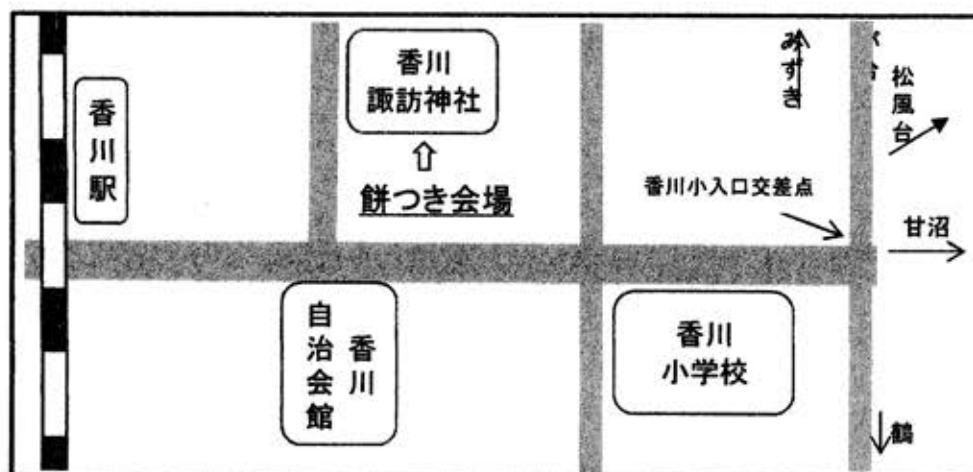 香川駅
香川
諏訪神社
餅つき会場
みずき
松風台
香川小入口交差点
甘沼
香川
自治会館
香川
小学校
鶴